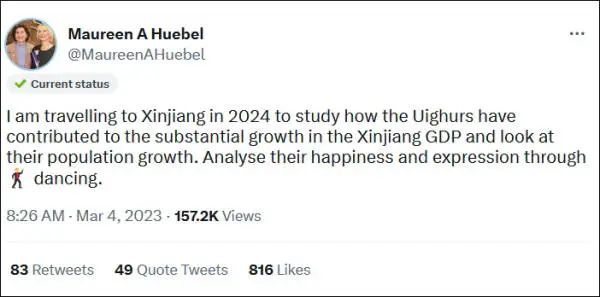 Maureen A Huebel
@MaureenAHuebel
Current status
I am travelling to Xinjiang in 2024 to study how the Uighurs have
contributed to the substantial growth in the Xinjiang GDP and look at
their population growth. Analyse their happiness and expression through
🕺 dancing.
8:26 AM · Mar 4, 2023 · 157.2K Views
83 Retweets 49 Quote Tweets 816 Likes